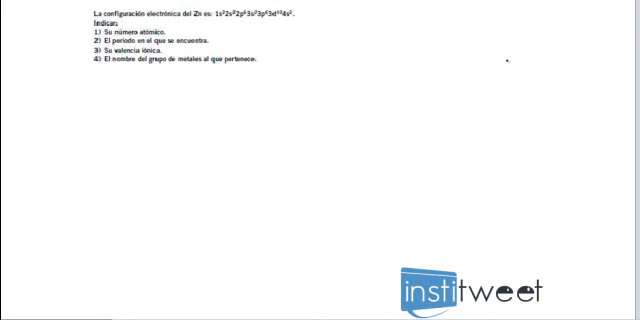 La configuración electrónica del Zn es: 1s²2s²2p⁶3s²3p⁶3d¹⁰4s².
Indicar:
1) Su número atómico.
2) El periodo en el que se encuentra.
3) Su valencia iónica.
4) El nombre del grupo de metales al que pertenece.
institweet